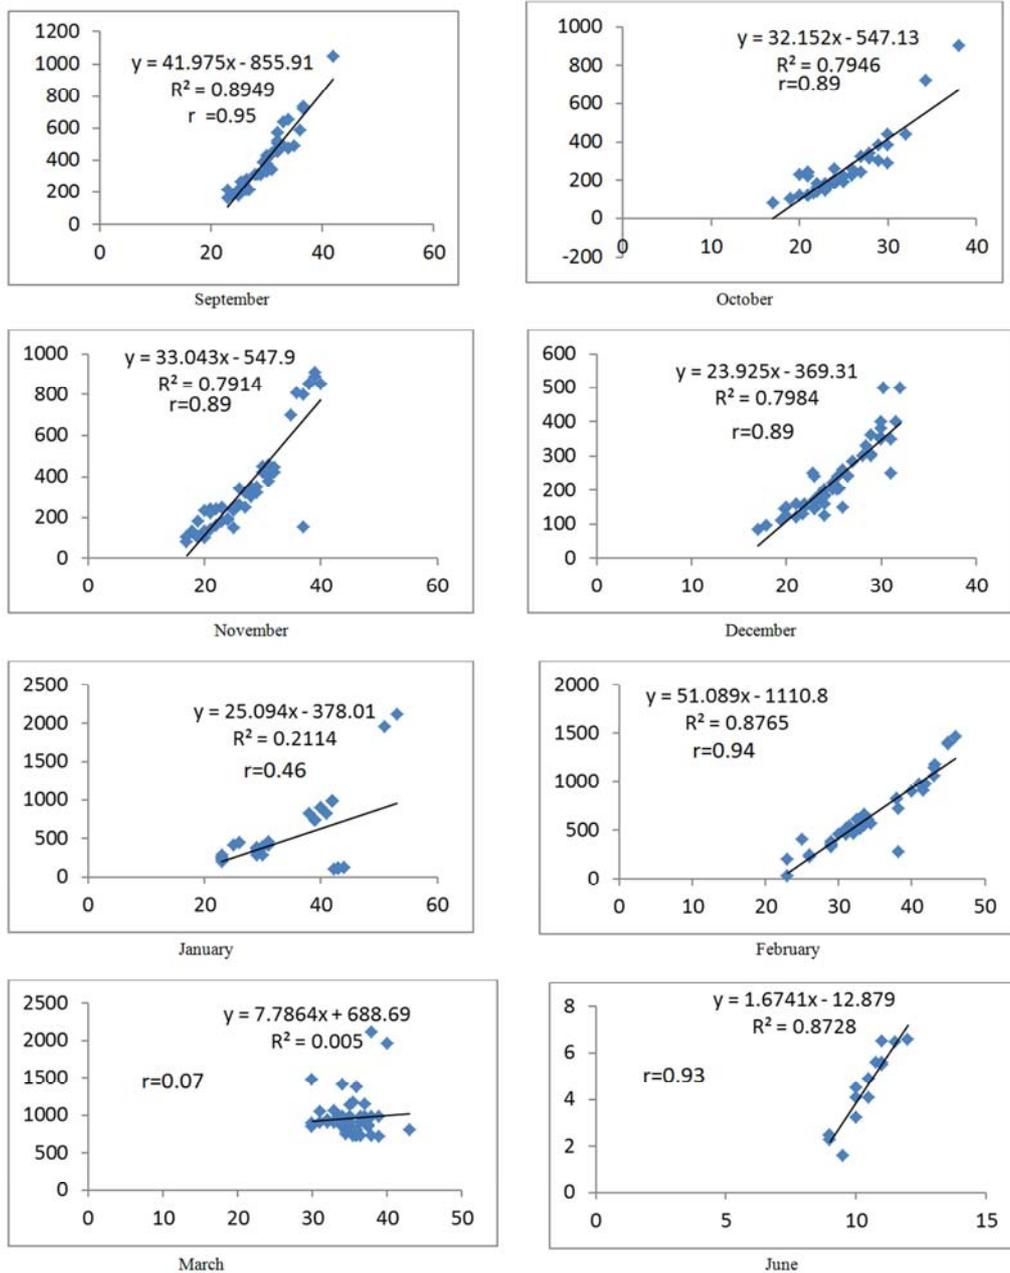 1200
1000
800
600
400
200
0
0 20 40 60
y = 41.975x - 855.91
R² = 0.8949
r =0.95
September
1000
800
600
400
200
0
-200
0 10 20 30 40
y = 32.152x - 547.13
R² = 0.7946
r=0.89
October
1000
800
600
400
200
0
0 20 40 60
y = 33.043x - 547.9
R² = 0.7914
r=0.89
November
600
500
400
300
200
100
0
0 10 20 30 40
y = 23.925x - 369.31
R² = 0.7984
r=0.89
December
2500
2000
1500
1000
500
0
0 20 40 60
y = 25.094x - 378.01
R² = 0.2114
r=0.46
January
2000
1500
1000
500
0
0 10 20 30 40 50
y = 51.089x - 1110.8
R² = 0.8765
r=0.94
February
2500
2000
1500
1000
500
0
0 10 20 30 40 50
y = 7.7864x + 688.69
R² = 0.005
r=0.07
March
8
6
4
2
0
0 5 10 15
y = 1.6741x - 12.879
R² = 0.8728
r=0.93
June